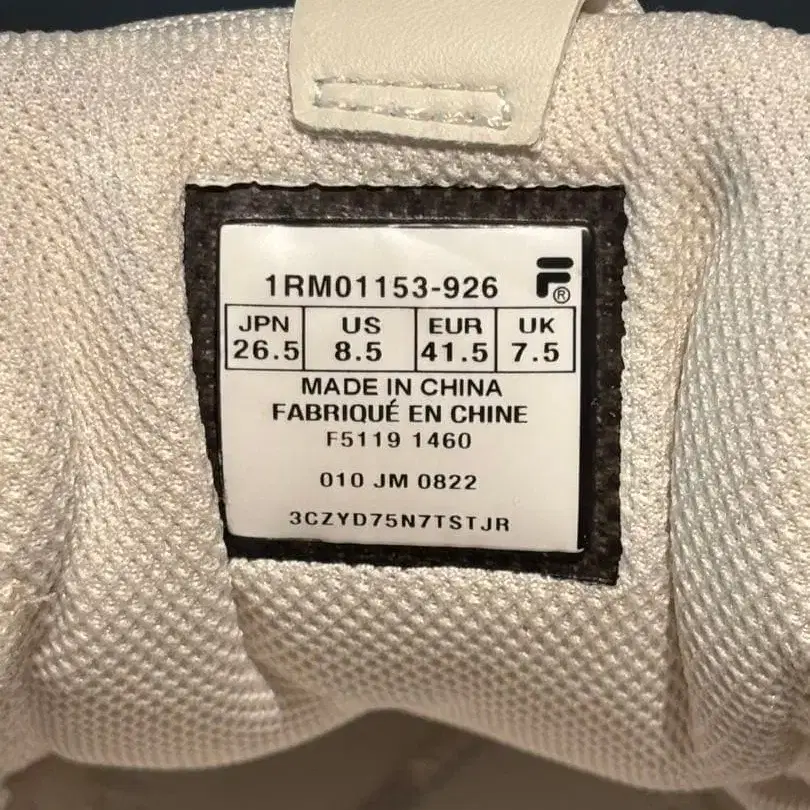 1RM01153-926 F®
JPN US EUR UK
26.5 8.5 41.5 7.5
MADE IN CHINA
FABRIQUÉ EN CHINE
F5119 1460
010 JM 0822
3CZYD75N7TSTJR